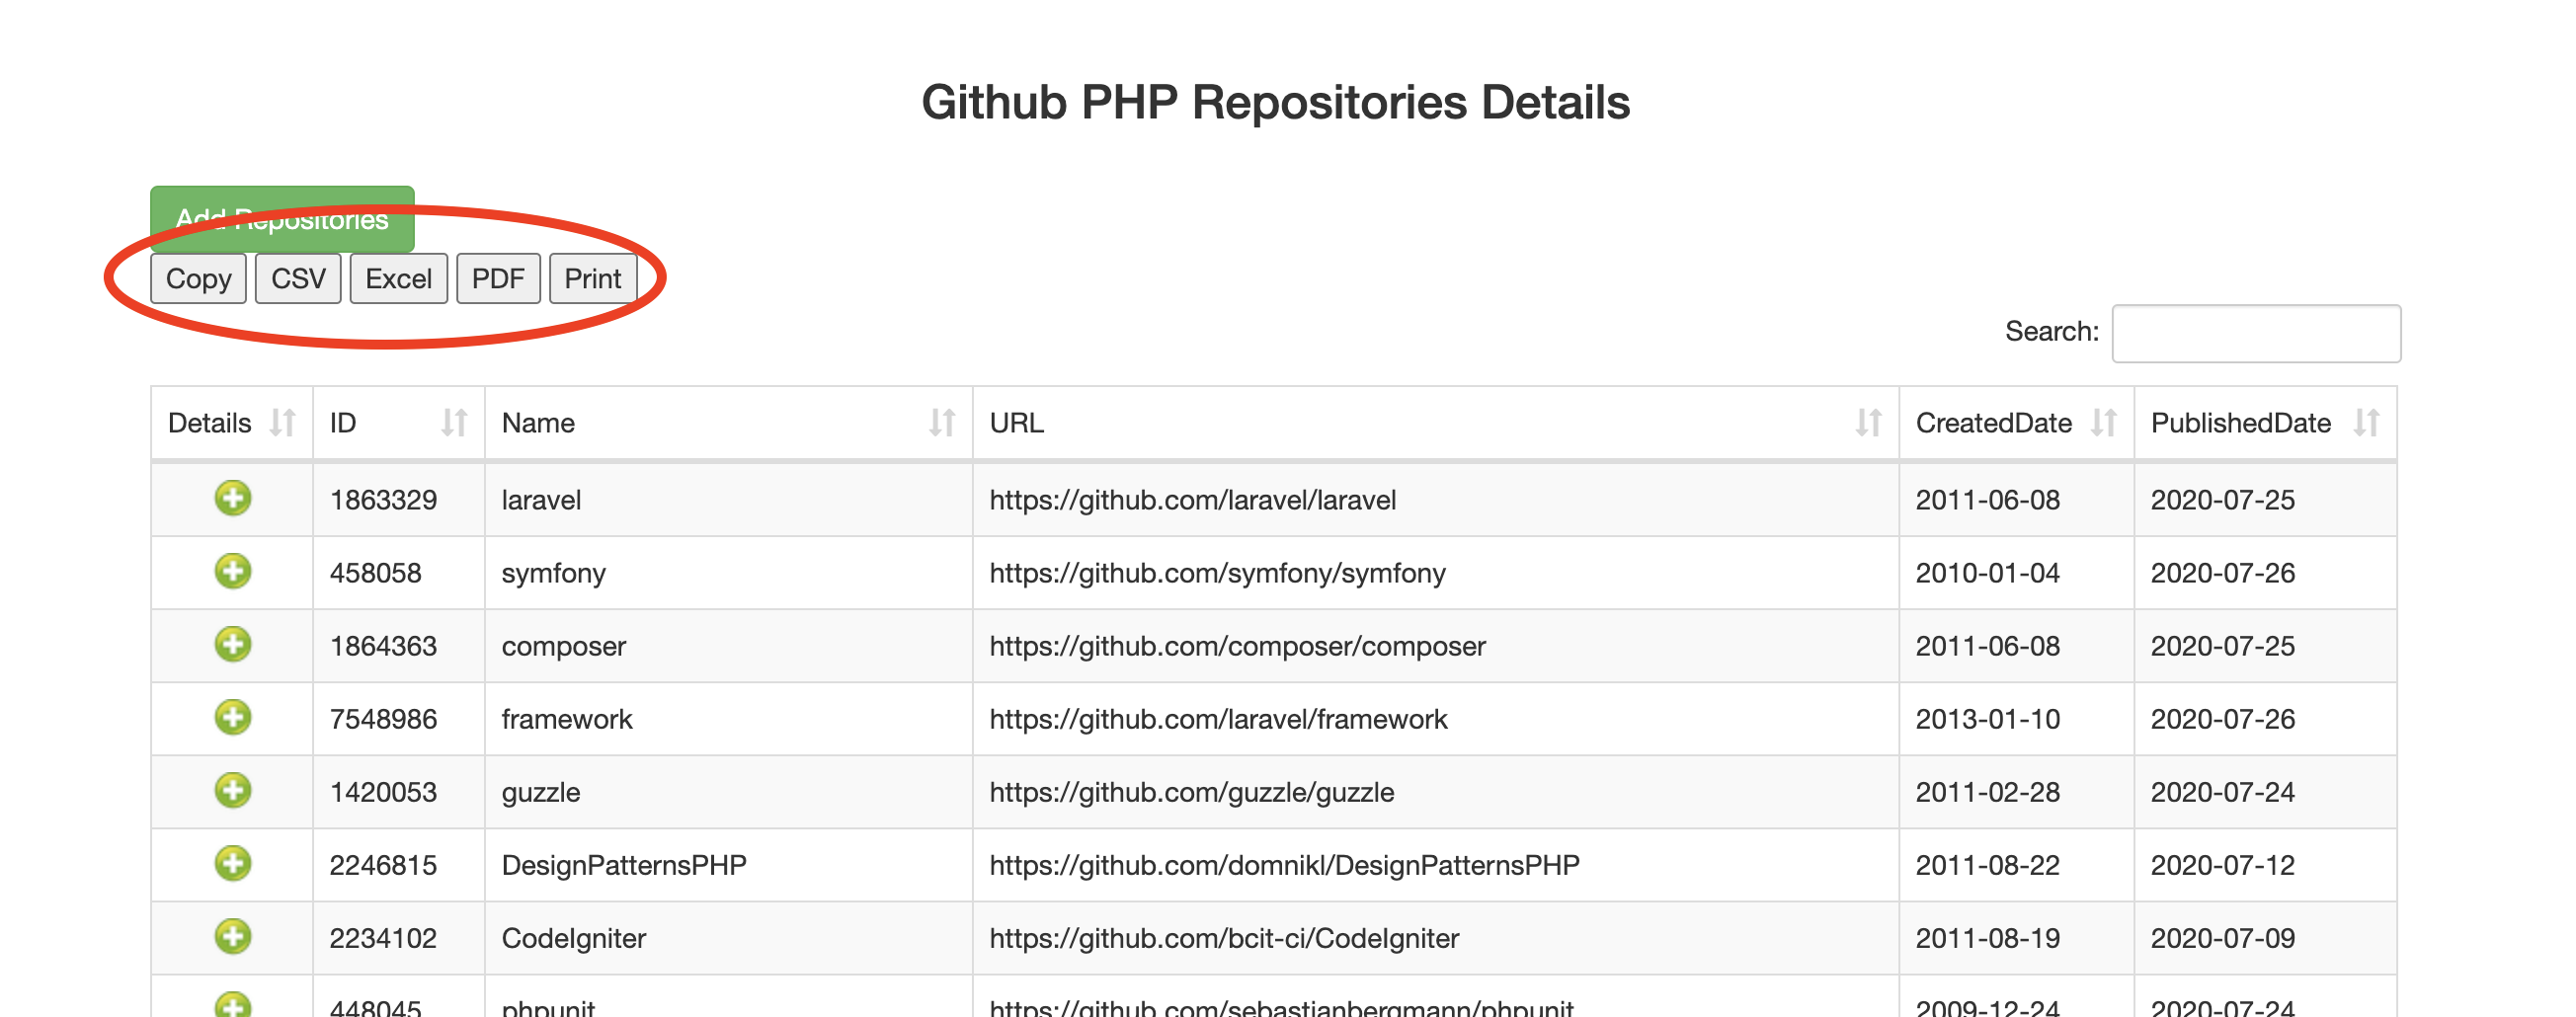 Github PHP Repositories Details
Add Repositories
Copy CSV Excel PDF Print
Search:
Details ID Name URL CreatedDate PublishedDate
1863329 laravel https://github.com/laravel/laravel 2011-06-08 2020-07-25
458058 symfony https://github.com/symfony/symfony 2010-01-04 2020-07-26
1864363 composer https://github.com/composer/composer 2011-06-08 2020-07-25
7548986 framework https://github.com/laravel/framework 2013-01-10 2020-07-26
1420053 guzzle https://github.com/guzzle/guzzle 2011-02-28 2020-07-24
2246815 DesignPatternsPHP https://github.com/domnikl/DesignPatternsPHP 2011-08-22 2020-07-12
2234102 CodeIgniter https://github.com/bcit-ci/CodeIgniter 2011-08-19 2020-07-09
448045 phpunit https://github.com/sebastianbergmann/phpunit 2009-12-24 2020-07-24